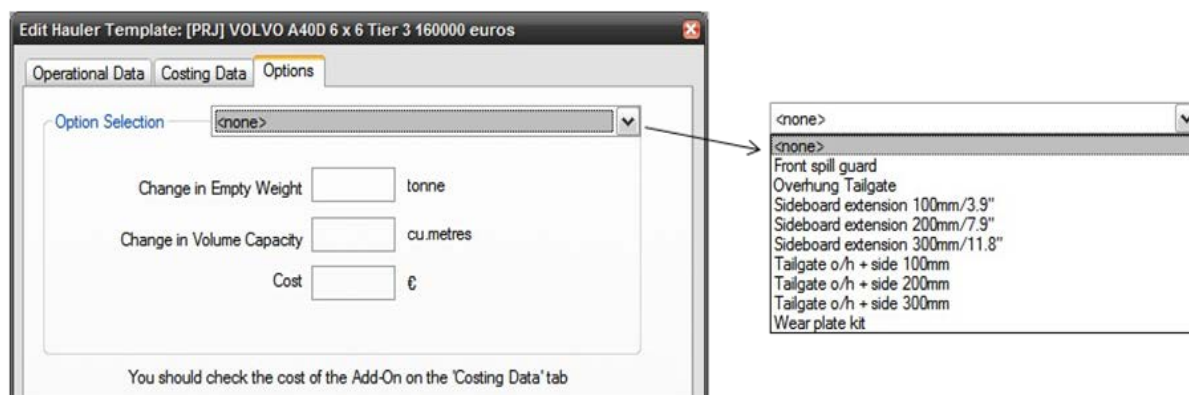 Edit Hauler Template: [PRJ] VOLVO A40D 6 x 6 Tier 3 160000 euros
Operational Data Costing Data Options
Option Selection <none>
Change in Empty Weight tonne
Change in Volume Capacity cu.metres
Cost €
You should check the cost of the Add-On on the 'Costing Data' tab
<none>
<none>
Front spill guard
Overhung Tailgate
Sideboard extension 100mm/3.9"
Sideboard extension 200mm/7.9"
Sideboard extension 300mm/11.8"
Tailgate o/h + side 100mm
Tailgate o/h + side 200mm
Tailgate o/h + side 300mm
Wear plate kit